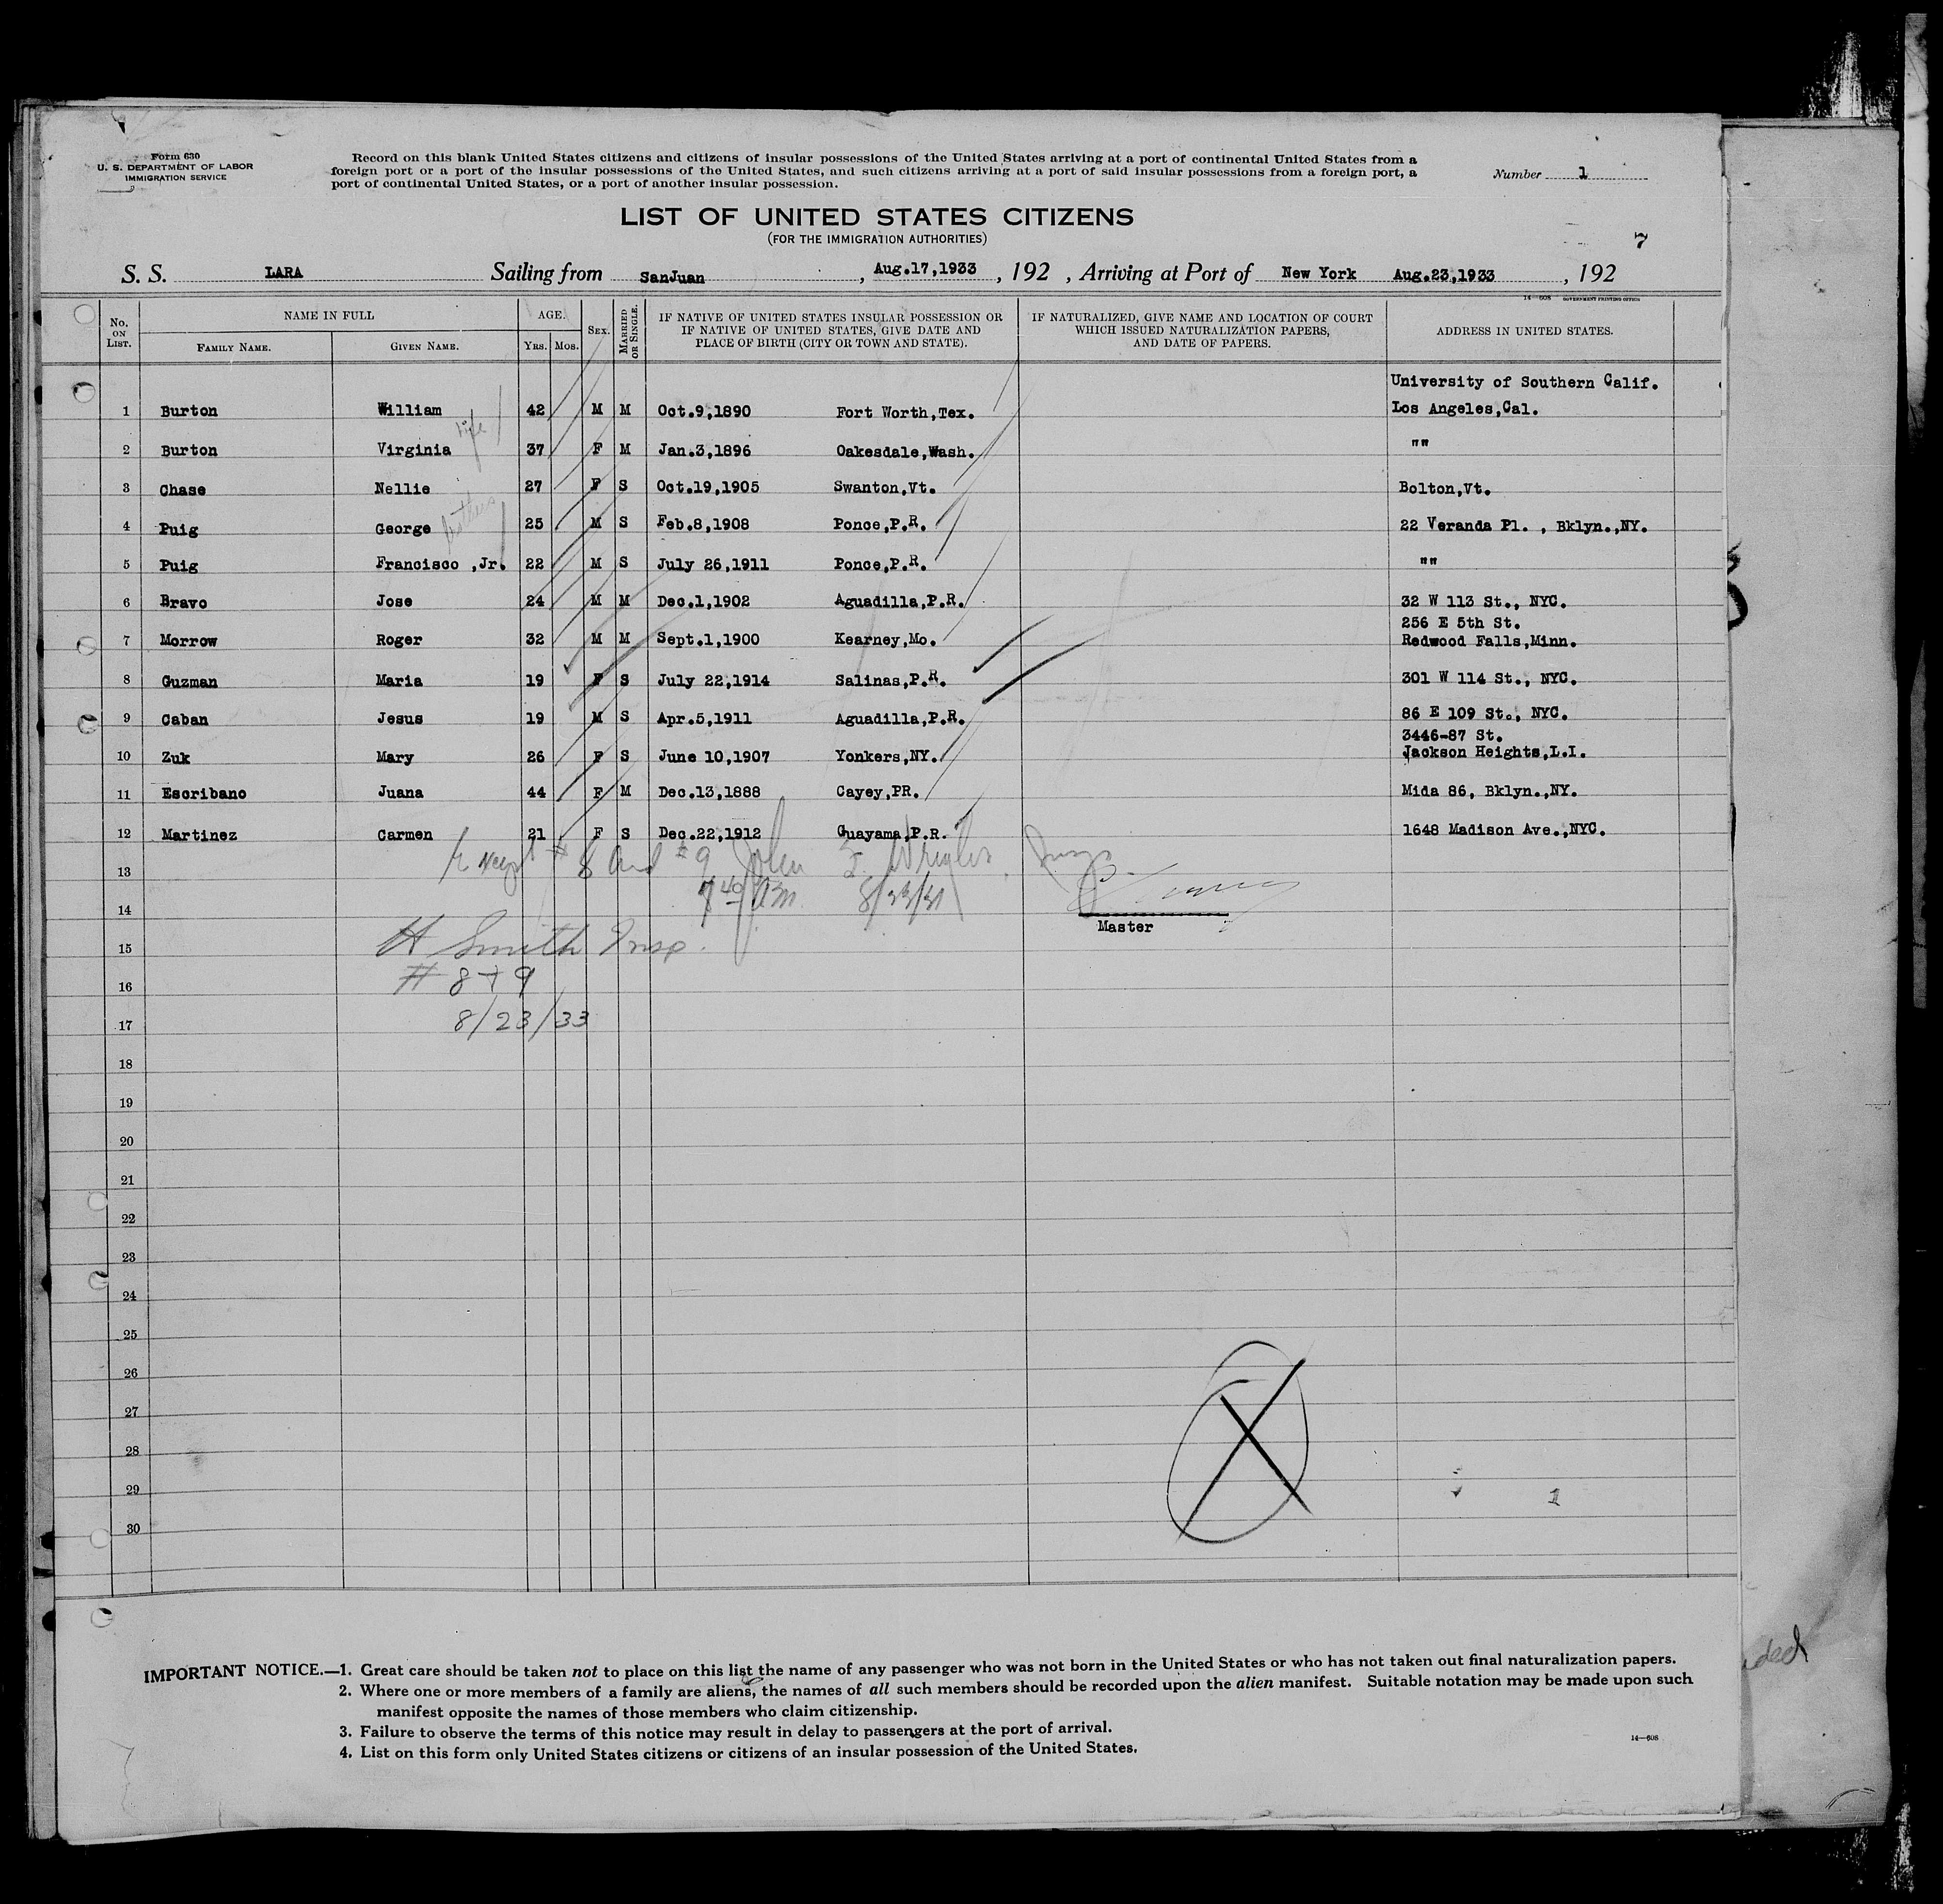 Form 630
U. S. DEPARTMENT OF LABOR
IMMIGRATION SERVICE
Record on this blank United States citizens and citizens of insular possessions of the United States arriving at a port of continental United States from a
foreign port or a port of the insular possessions of the United States, and such citizens arriving at a port of said insular possessions from a foreign port, a
port of continental United States, or a port of another insular possession.
Number 1
LIST OF UNITED STATES CITIZENS
(FOR THE IMMIGRATION AUTHORITIES)
7
S. S. LARA Sailing from SanJuan , Aug.17,1933 , 192 , Arriving at Port of New York Aug.23,1933 , 192
14—608 GOVERNMENT PRINTING OFFICE
No. ON LIST. NAME IN FULL FAMILY NAME. GIVEN NAME. AGE. YRS. MOS. SEX. MARRIED OR SINGLE. IF NATIVE OF UNITED STATES INSULAR POSSESSION OR IF NATIVE OF UNITED STATES, GIVE DATE AND PLACE OF BIRTH (CITY OR TOWN AND STATE). IF NATURALIZED, GIVE NAME AND LOCATION OF COURT WHICH ISSUED NATURALIZATION PAPERS, AND DATE OF PAPERS. ADDRESS IN UNITED STATES.
University of Southern Calif.
1 Burton William 42 M M Oct.9,1890 Fort Worth,Tex. Los Angeles,Cal.
wife
2 Burton Virginia 37 F M Jan.3,1896 Oakesdale,Wash. ""
3 Chase Nellie 27 F S Oct.19,1905 Swanton,Vt. Bolton,Vt.
brothers
4 Puig George 25 M S Feb.8,1908 Ponce,P.R. 22 Veranda Pl. , Bklyn.,NY.
5 Puig Francisco ,Jr. 22 M S July 26,1911 Ponce,P.R. ""
6 Bravo Jose 24 M M Dec.1,1902 Aguadilla,P.R. 32 W 113 St., NYC.
256 E 5th St.
7 Morrow Roger 32 M M Sept.1,1900 Kearney,Mo. Redwood Falls,Minn.
8 Guzman Maria 19 F S July 22,1914 Salinas,P.R. 301 W 114 St., NYC.
9 Caban Jesus 19 M S Apr.5,1911 Aguadilla,P.R. 86 E 109 St., NYC.
3446-87 St.
10 Zuk Mary 26 F S June 10,1907 Yonkers,NY. Jackson Heights,L.I.
11 Escribano Juana 44 F M Dec.13,1888 Cayey,PR. Mida 86, Bklyn.,NY.
12 Martinez Carmen 21 F S Dec.22,1912 Guayama,P.R. 1648 Madison Ave.,NYC.
Except # 8 and # 9 John
13
14
Master
15 H Smith Insp.
16 # 8 + 9
17 8/23/33
18
19
20
21
22
23
24
25
26
27
28
29 1
30
IMPORTANT NOTICE.—1. Great care should be taken not to place on this list the name of any passenger who was not born in the United States or who has not taken out final naturalization papers.
2. Where one or more members of a family are aliens, the names of all such members should be recorded upon the alien manifest. Suitable notation may be made upon such
manifest opposite the names of those members who claim citizenship.
3. Failure to observe the terms of this notice may result in delay to passengers at the port of arrival.
4. List on this form only United States citizens or citizens of an insular possession of the United States.
14—608